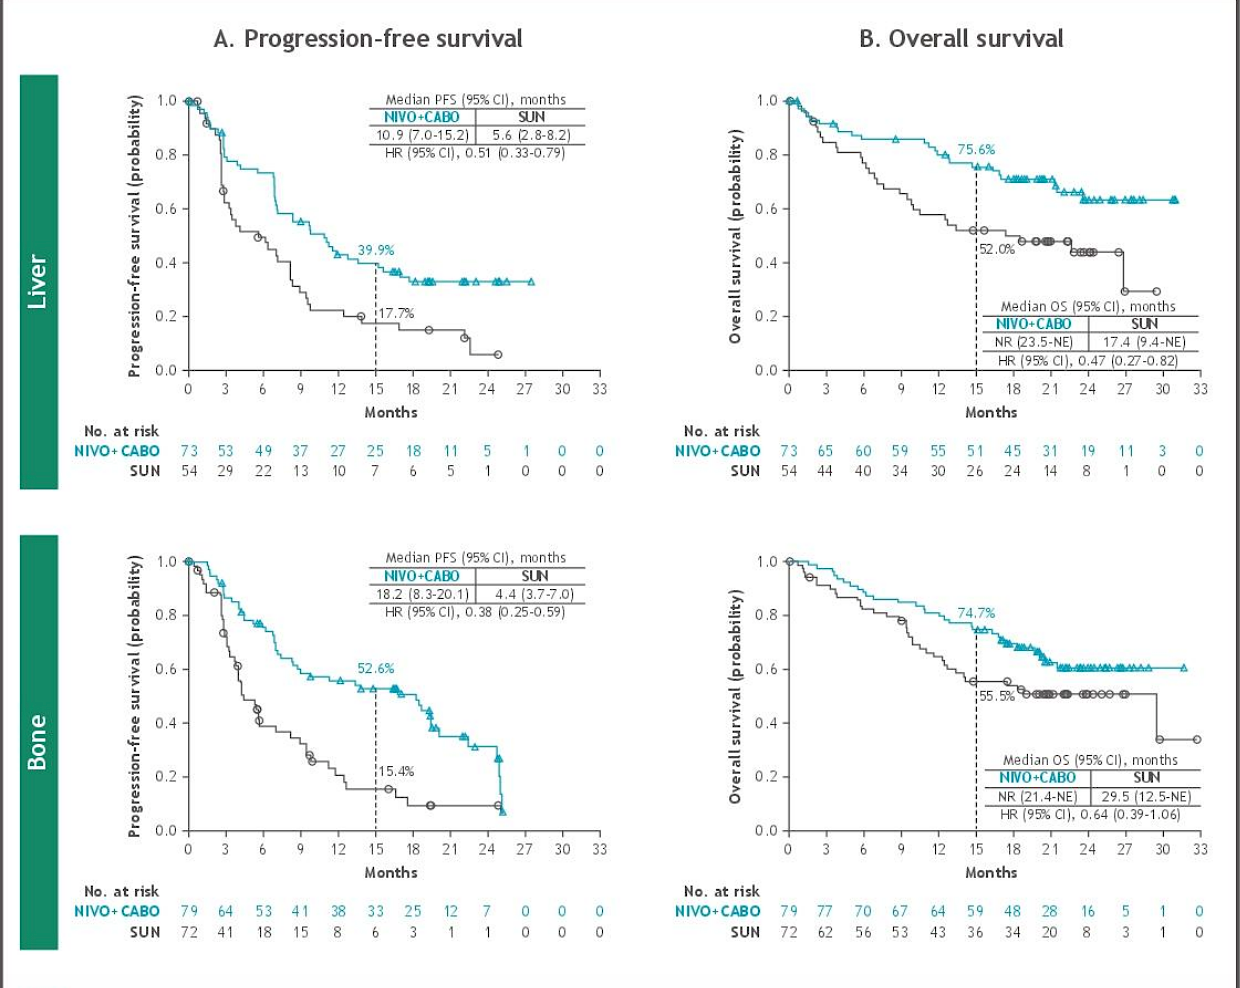 A. Progression-free survival
B. Overall survival
Liver
Progression-free survival (probability)
1.0
0.8
0.6
0.4
0.2
0.0
Median PFS (95% CI), months
NIVO+CABO SUN
10.9 (7.0-15.2) 5.6 (2.8-8.2)
HR (95% CI), 0.51 (0.33-0.79)
39.9%
17.7%
0 3 6 9 12 15 18 21 24 27 30 33
Months
No. at risk
NIVO+CABO 73 53 49 37 27 25 18 11 5 1 0 0
SUN 54 29 22 13 10 7 6 5 1 0 0 0
Overall survival (probability)
1.0
0.8
0.6
0.4
0.2
0.0
75.6%
52.0%
Median OS (95% CI), months
NIVO+CABO SUN
NR (23.5-NE) 17.4 (9.4-NE)
HR (95% CI), 0.47 (0.27-0.82)
0 3 6 9 12 15 18 21 24 27 30 33
Months
No. at risk
NIVO+CABO 73 65 60 59 55 51 45 31 19 11 3 0
SUN 54 44 40 34 30 26 24 14 8 1 0 0
Bone
Progression-free survival (probability)
1.0
0.8
0.6
0.4
0.2
0.0
Median PFS (95% CI), months
NIVO+CABO SUN
18.2 (8.3-20.1) 4.4 (3.7-7.0)
HR (95% CI), 0.38 (0.25-0.59)
52.6%
15.4%
0 3 6 9 12 15 18 21 24 27 30 33
Months
No. at risk
NIVO+CABO 79 64 53 41 38 33 25 12 7 0 0 0
SUN 72 41 18 15 8 6 3 1 1 0 0 0
Overall survival (probability)
1.0
0.8
0.6
0.4
0.2
0.0
74.7%
55.5%
Median OS (95% CI), months
NIVO+CABO SUN
NR (21.4-NE) 29.5 (12.5-NE)
HR (95% CI), 0.64 (0.39-1.06)
0 3 6 9 12 15 18 21 24 27 30 33
Months
No. at risk
NIVO+CABO 79 77 70 67 64 59 48 28 16 5 1 0
SUN 72 62 56 53 43 36 34 20 8 3 1 0